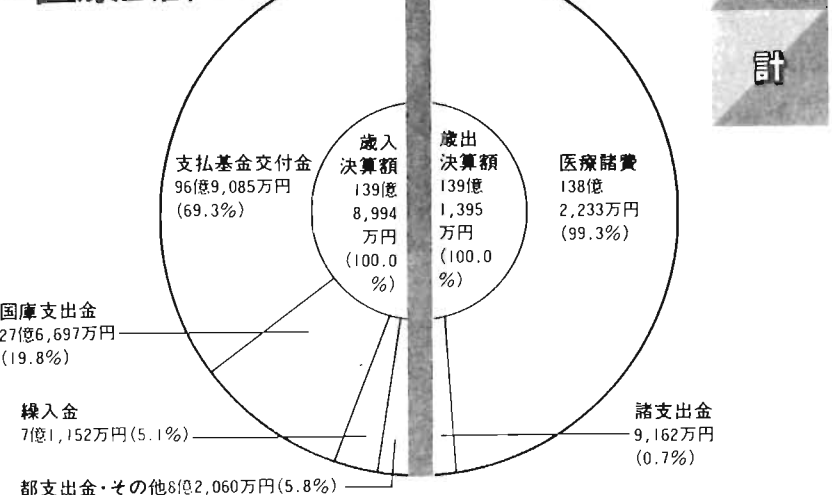 計
支払基金交付金
96億9,085万円
(69.3%)
歳入
決算額
139億
8,994
万円
(100.0
%)
歳出
決算額
139億
1,395
万円
(100.0
%)
医療諸費
138億
2,233万円
(99.3%)
国庫支出金
27億6,697万円
(19.8%)
繰入金
7億1,152万円(5.1%)
都支出金・その他8億2,060万円(5.8%)
諸支出金
9,162万円
(0.7%)